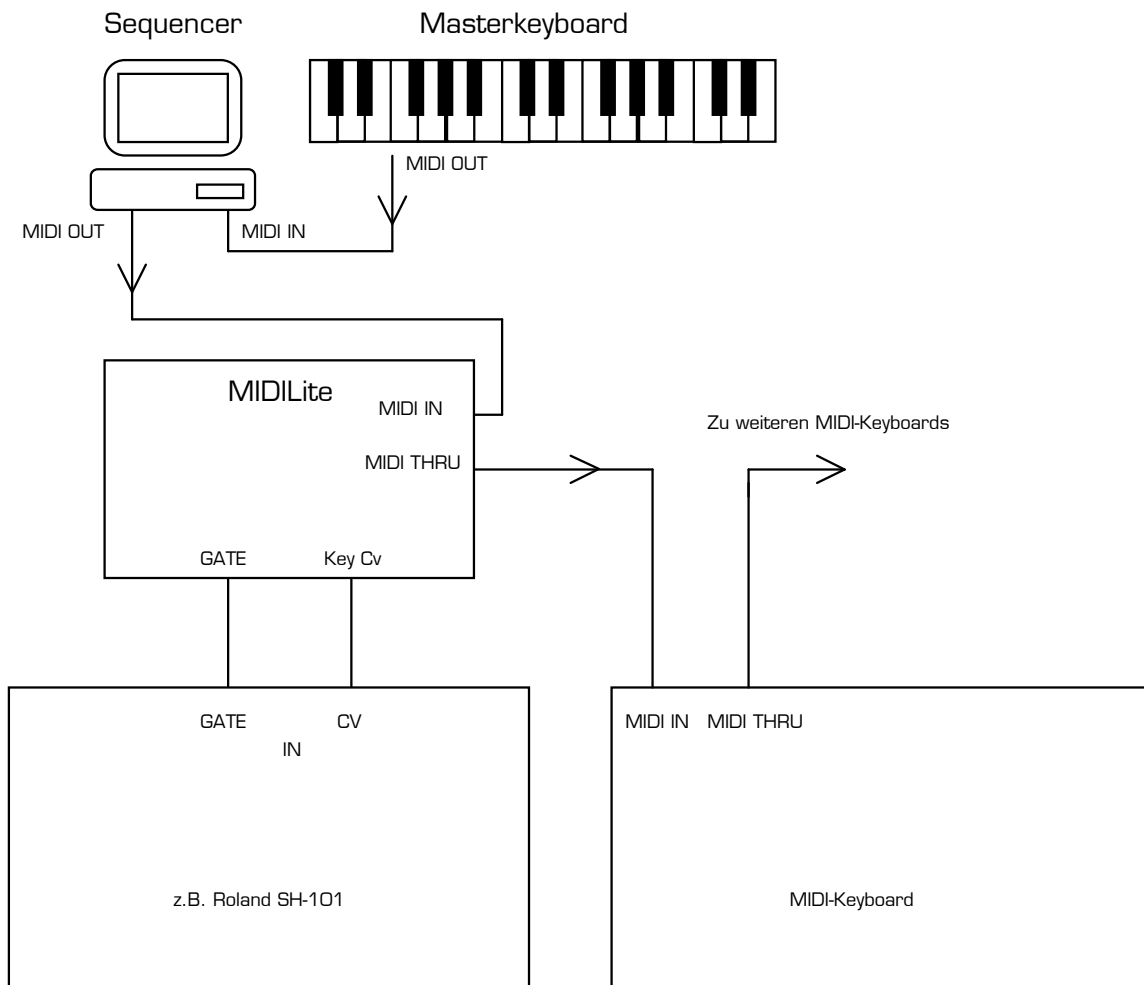 Sequencer
Masterkeyboard
MIDI OUT
MIDI OUT
MIDI IN
MIDILite
MIDI IN
Zu weiteren MIDI-Keyboards
MIDI THRU
GATE
Key Cv
GATE
CV
IN
MIDI IN
MIDI THRU
z.B. Roland SH-101
MIDI-Keyboard